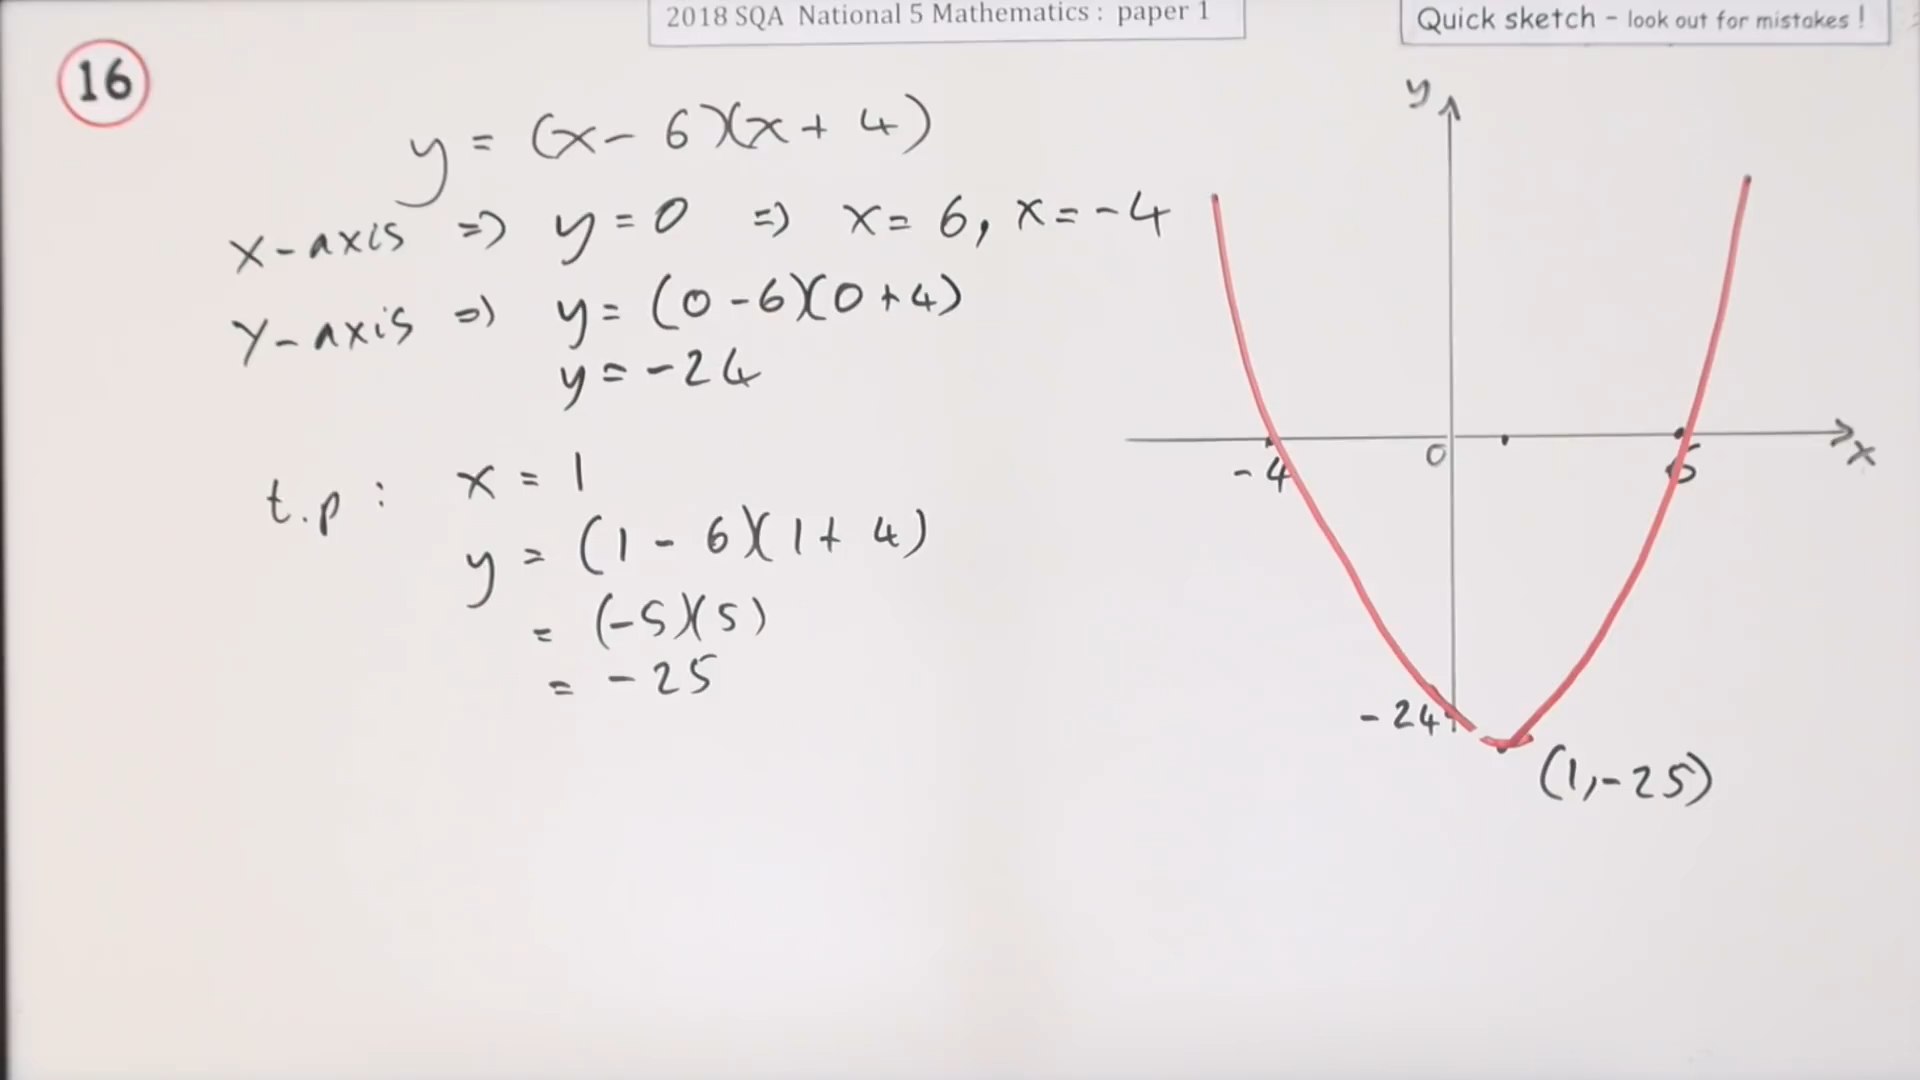 2018 SQA National 5 Mathematics : paper 1
Quick sketch - look out for mistakes !
16
y = (x - 6)(x + 4)
x-axis => y = 0 => x = 6, x = -4
Y-axis => y = (0 - 6)(0 + 4)
y = -24
t.p : x = 1
y = (1 - 6)(1 + 4)
= (-5)(5)
= -25
y
-4
0
6
x
-24
(1, -25)